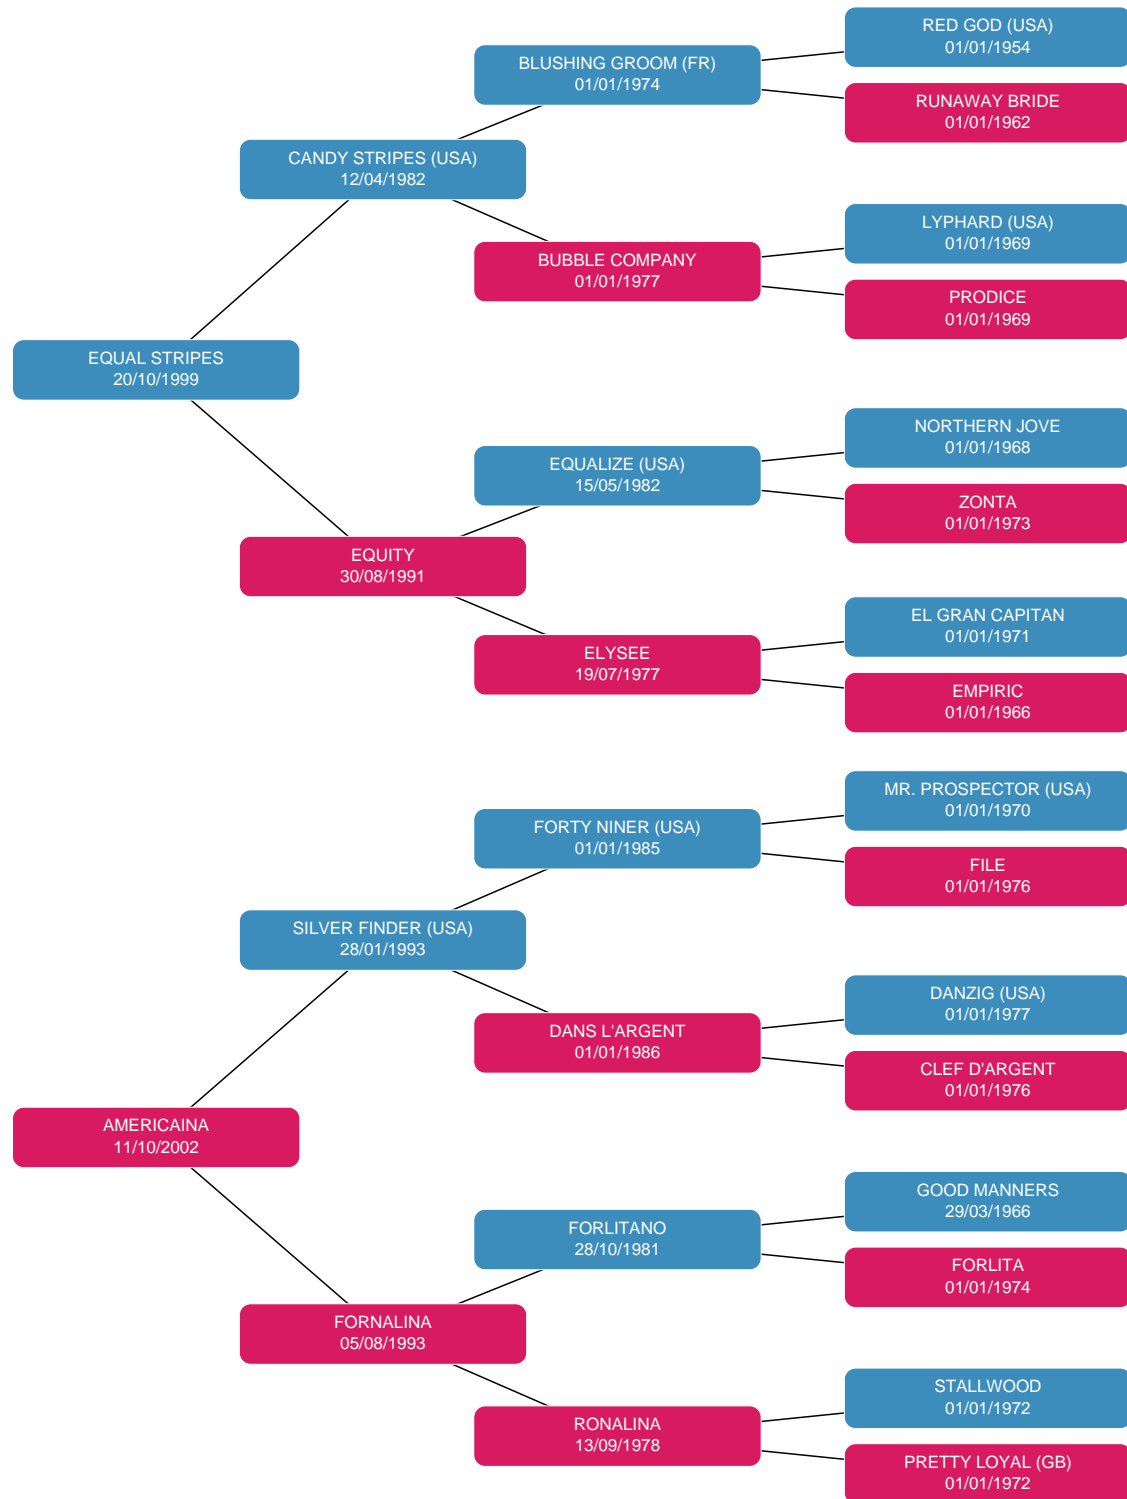 RED GOD (USA)
01/01/1954
BLUSHING GROOM (FR)
01/01/1974
RUNAWAY BRIDE
01/01/1962
CANDY STRIPES (USA)
12/04/1982
LYPHARD (USA)
01/01/1969
BUBBLE COMPANY
01/01/1977
PRODICE
01/01/1969
EQUAL STRIPES
20/10/1999
NORTHERN JOVE
01/01/1968
EQUALIZE (USA)
15/05/1982
ZONTA
01/01/1973
EQUITY
30/08/1991
EL GRAN CAPITAN
01/01/1971
ELYSEE
19/07/1977
EMPIRIC
01/01/1966
MR. PROSPECTOR (USA)
01/01/1970
FORTY NINER (USA)
01/01/1985
FILE
01/01/1976
SILVER FINDER (USA)
28/01/1993
DANZIG (USA)
01/01/1977
DANS L'ARGENT
01/01/1986
CLEF D'ARGENT
01/01/1976
AMERICAINA
11/10/2002
GOOD MANNERS
29/03/1966
FORLITANO
28/10/1981
FORLITA
01/01/1974
FORNALINA
05/08/1993
STALLWOOD
01/01/1972
RONALINA
13/09/1978
PRETTY LOYAL (GB)
01/01/1972